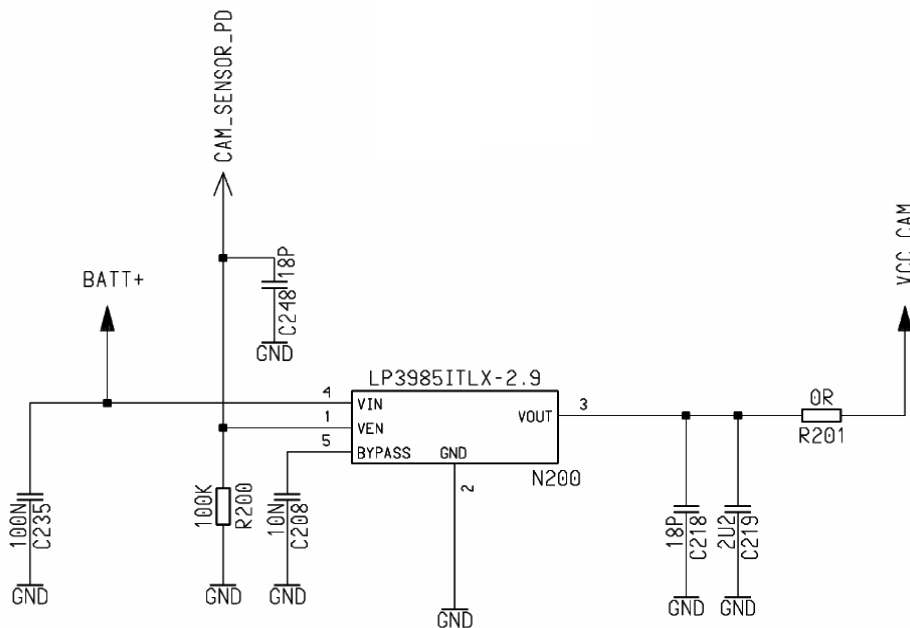 CAM_SENSOR_PD
BATT+
18P
C248
GND
VCC_CAM
LP3985ITLX-2.9
4
VIN
1
VEN
5
BYPASS
GND
VOUT
3
2
N200
0R
R201
100N
C235
100K
R200
10N
C208
18P
C218
2U2
C219
GND
GND
GND
GND
GND
GND